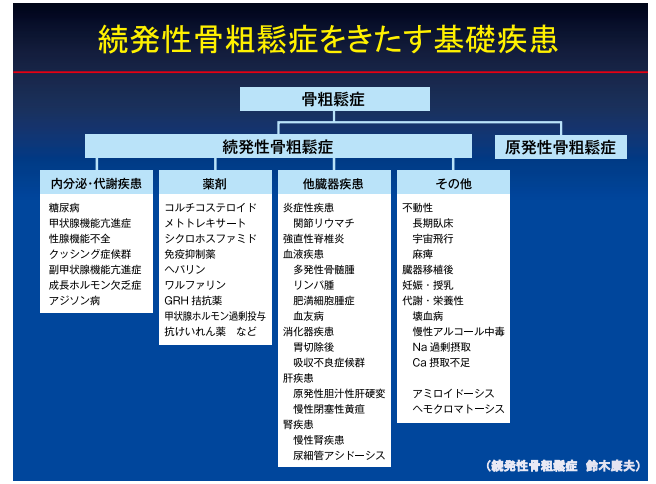 続発性骨粗鬆症をきたす基礎疾患
骨粗鬆症
続発性骨粗鬆症
原発性骨粗鬆症
内分泌・代謝疾患
糖尿病
甲状腺機能亢進症
性腺機能不全
クッシング症候群
副甲状腺機能亢進症
成長ホルモン欠乏症
アジソン病
薬剤
コルチコステロイド
メトトレキサート
シクロホスファミド
免疫抑制薬
ヘパリン
ワルファリン
GRH 拮抗薬
甲状腺ホルモン過剰投与
抗けいれん薬 など
他臓器疾患
炎症性疾患
関節リウマチ
強直性脊椎炎
血液疾患
多発性骨髄腫
リンパ腫
肥満細胞腫症
血友病
消化器疾患
胃切除後
吸収不良症候群
肝疾患
原発性胆汁性肝硬変
慢性閉塞性黄疸
腎疾患
慢性腎疾患
尿細管アシドーシス
その他
不動性
長期臥床
宇宙飛行
麻痺
臓器移植後
妊娠・授乳
代謝・栄養性
壊血病
慢性アルコール中毒
Na 過剰摂取
Ca 摂取不足
アミロイドーシス
ヘモクロマトーシス
(続発性骨粗鬆症 鈴木康夫)